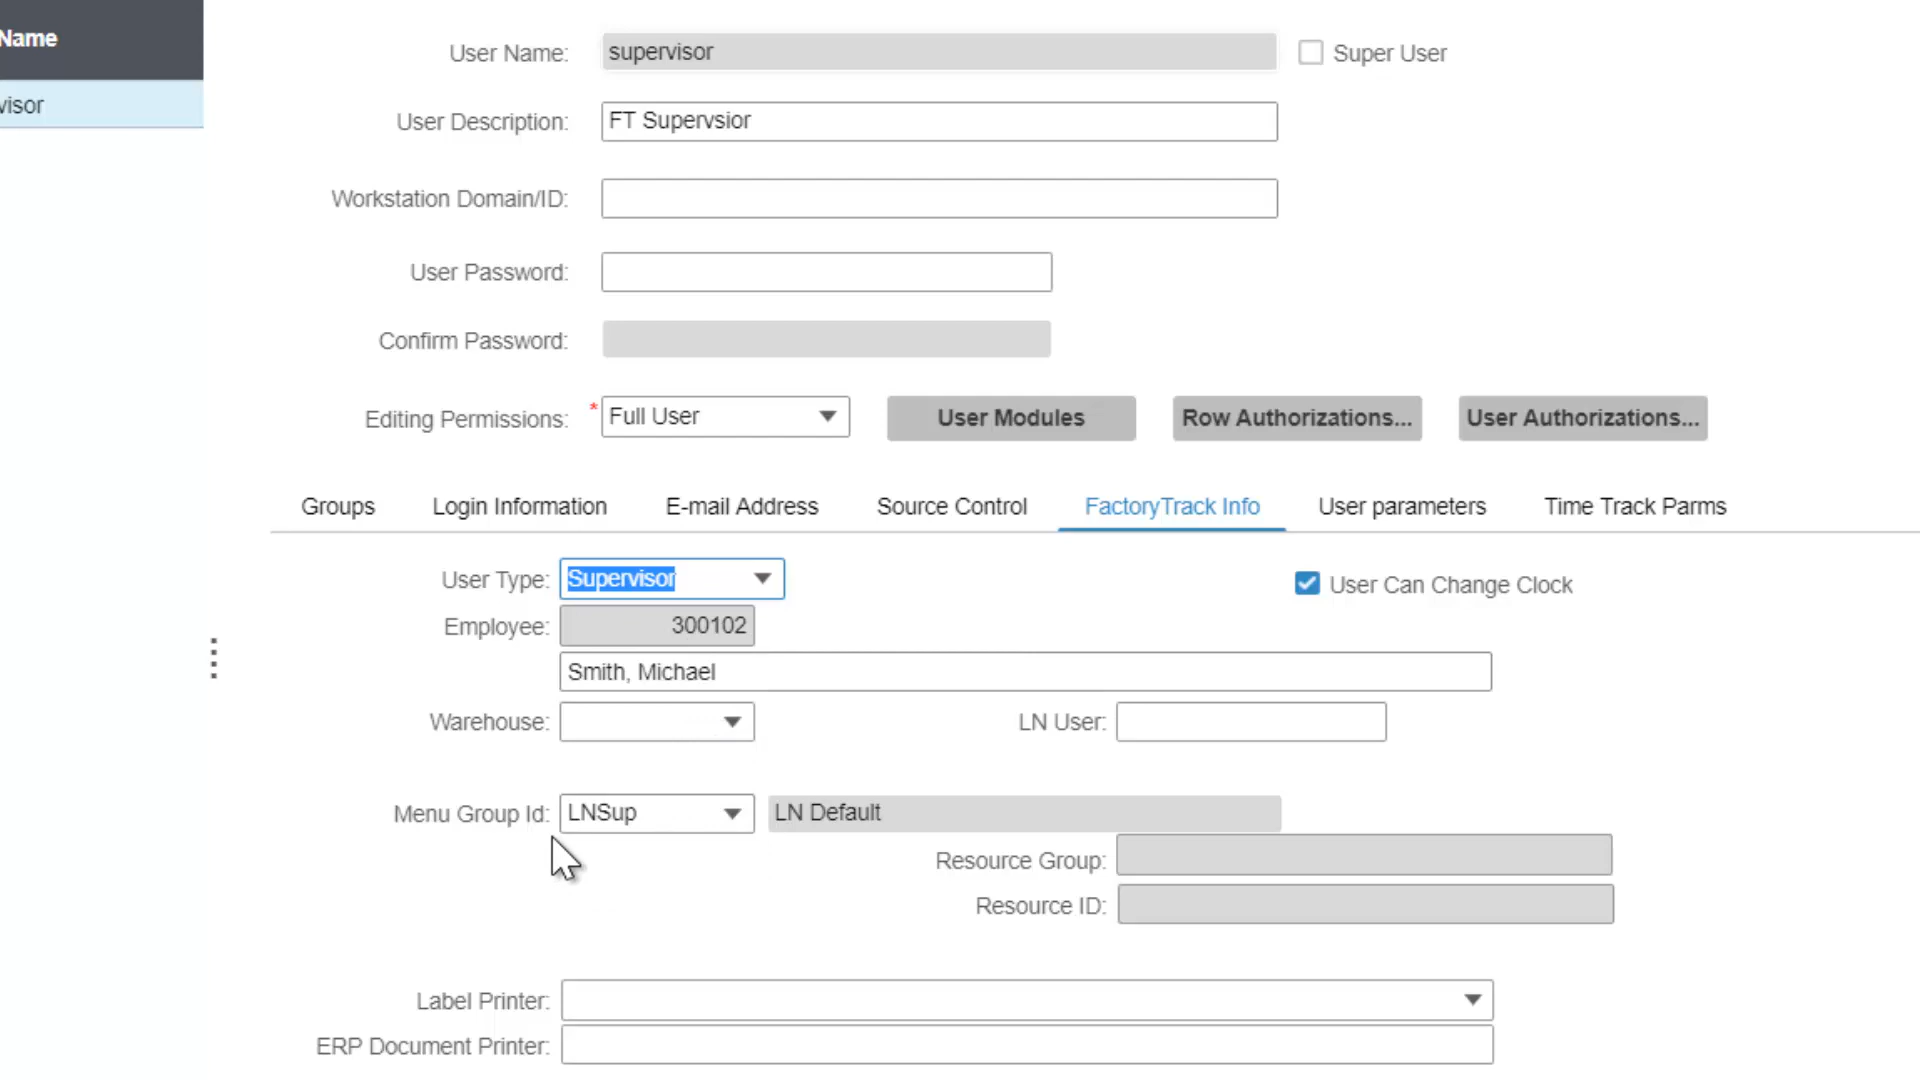 Name
visor
User Name: supervisor Super User
User Description: FT Supervsior
Workstation Domain/ID:
User Password:
Confirm Password:
Editing Permissions: * Full User User Modules Row Authorizations... User Authorizations...
Groups Login Information E-mail Address Source Control FactoryTrack Info User parameters Time Track Parms
User Type: Supervisor User Can Change Clock
Employee: 300102
Smith, Michael
Warehouse: LN User:
Menu Group Id: LNSup LN Default
Resource Group:
Resource ID:
Label Printer:
ERP Document Printer: